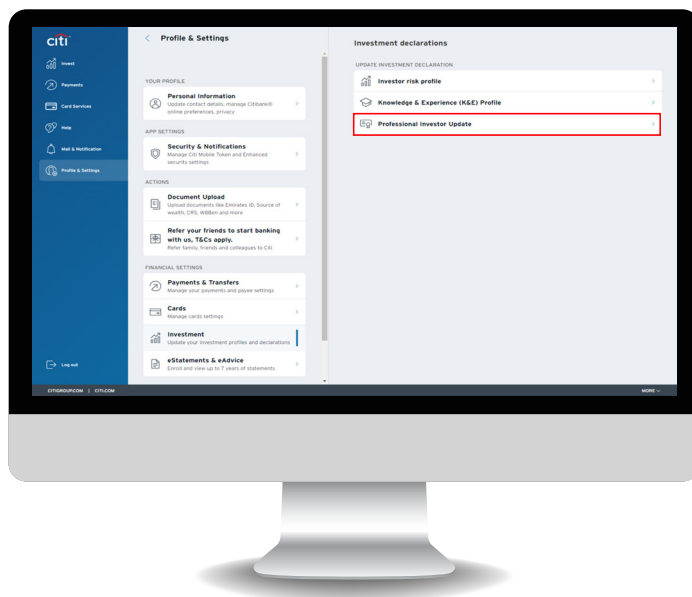 citi
Invest
Payments
Card Services
Help
Mail & Notification
Profile & Settings
Log out
Profile & Settings
YOUR PROFILE
Personal Information
Update contact details, manage Citibank®
online preferences, privacy
APP SETTINGS
Security & Notifications
Manage Citi Mobile Token and Enhanced
security settings
ACTIONS
Document Upload
Upload documents like Emirates ID, Source of
wealth, CRS, W8Ben and more
Refer your friends to start banking
with us, T&Cs apply.
Refer family, friends and colleagues to Citi
FINANCIAL SETTINGS
Payments & Transfers
Manage your payments and payee settings
Cards
Manage cards settings
Investment
Update your investment profiles and declarations
eStatements & eAdvice
Enroll and view up to 7 years of statements
Investment declarations
UPDATE INVESTMENT DECLARATION
Investor risk profile
Knowledge & Experience (K&E) Profile
Professional Investor Update
CITIGROUP.COM | CITI.COM
MORE